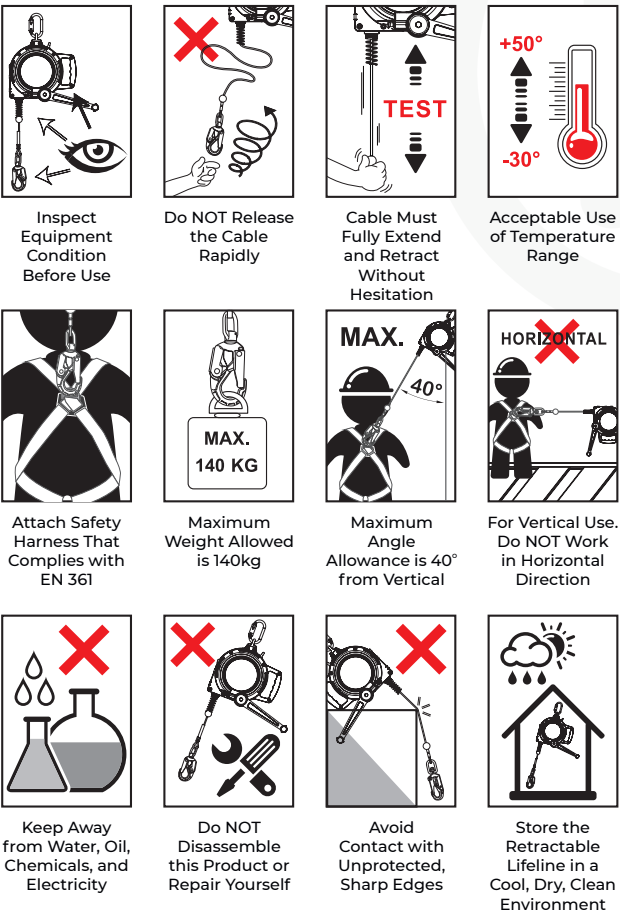 TEST
+50°
-30°
Inspect
Equipment
Condition
Before Use
Do NOT Release
the Cable
Rapidly
Cable Must
Fully Extend
and Retract
Without
Hesitation
Acceptable Use
of Temperature
Range
MAX.
140 KG
MAX.
40°
HORIZONTAL
Attach Safety
Harness That
Complies with
EN 361
Maximum
Weight Allowed
is 140kg
Maximum
Angle
Allowance is 40°
from Vertical
For Vertical Use.
Do NOT Work
in Horizontal
Direction
Keep Away
from Water, Oil,
Chemicals, and
Electricity
Do NOT
Disassemble
this Product or
Repair Yourself
Avoid
Contact with
Unprotected,
Sharp Edges
Store the
Retractable
Lifeline in a
Cool, Dry, Clean
Environment